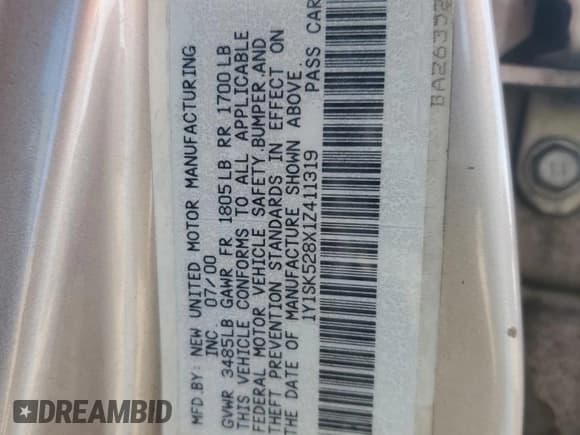 MFD.BY: NEW UNITED MOTOR MANUFACTURING
INC. 07/00
GVWR 3485LB GAWR FR 1805LB RR 1700LB
THIS VEHICLE CONFORMS TO ALL APPLICABLE
FEDERAL MOTOR VEHICLE SAFETY,BUMPER,AND
THEFT PREVENTION STANDARDS IN EFFECT ON
THE DATE OF MANUFACTURE SHOWN ABOVE.
1Y1SK528X1Z411319 PASS CAR
DREAMBID